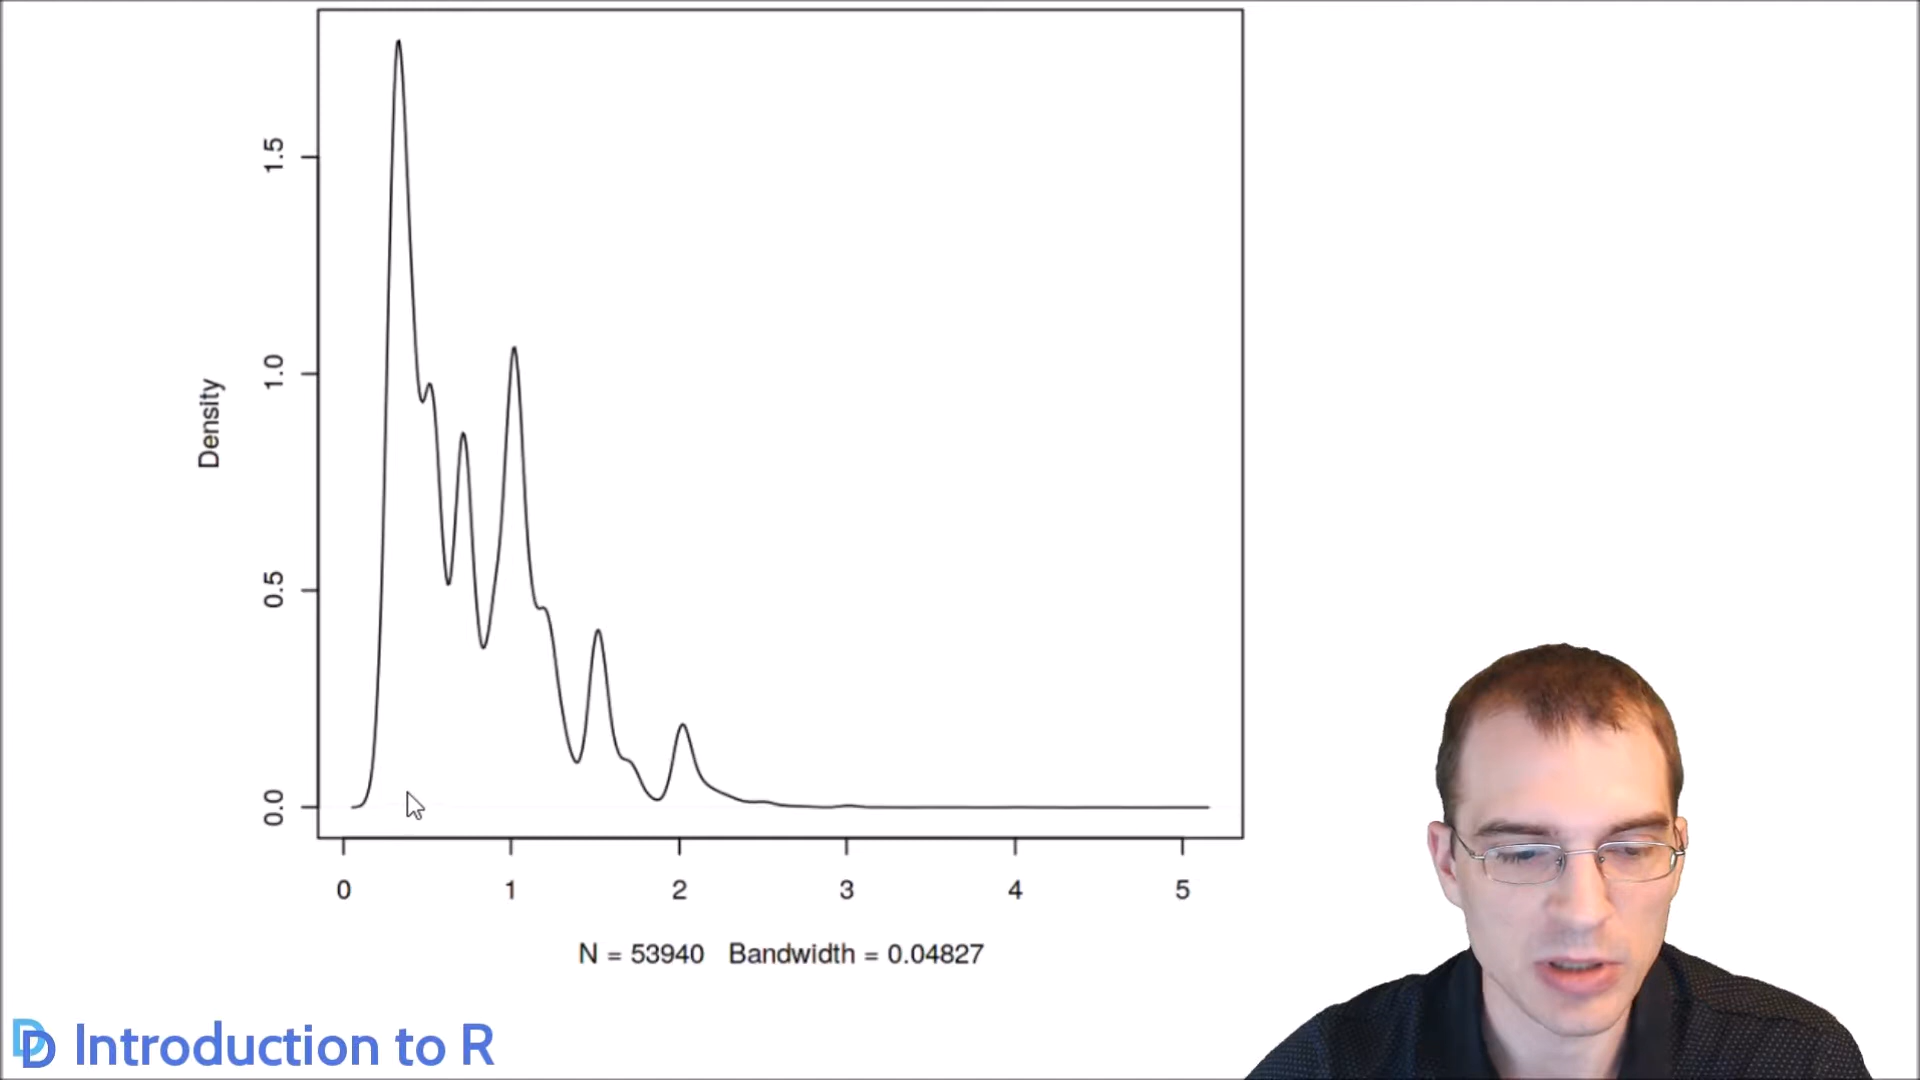 1.5
1.0
0.5
0.0
Density
0 1 2 3 4 5
N = 53940 Bandwidth = 0.04827
D Introduction to R